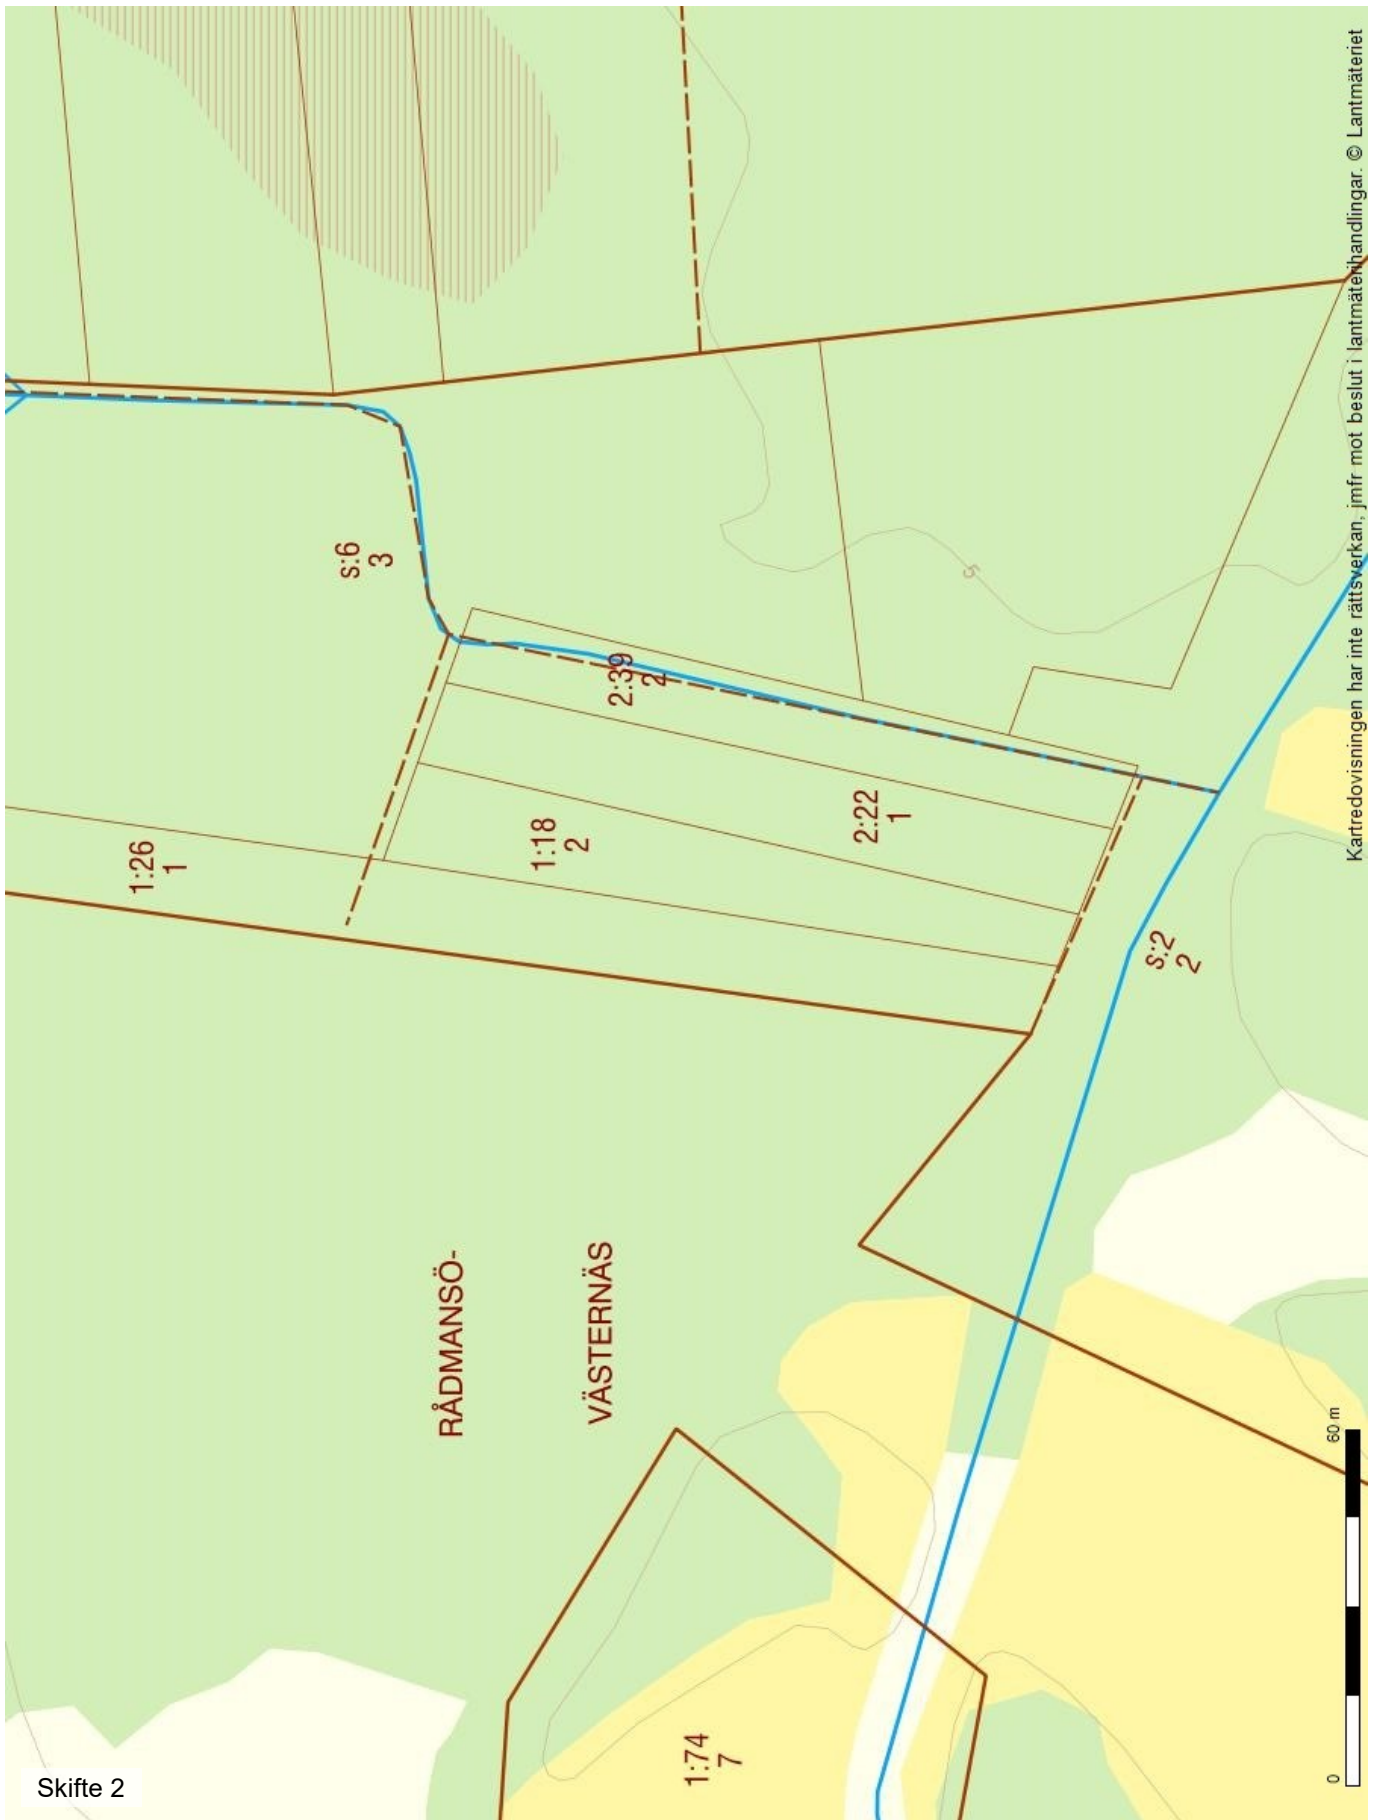 s:6
3
2:39
2
1:26
1
1:18
2
2:22
1
5
s:2
2
RÅDMANSÖ-
VÄSTERNÄS
1:74
7
Kartredovisningen har inte rättsverkan, jmfr mot beslut i lantmäterihandlingar. © Lantmäteriet
0 60 m
Skifte 2